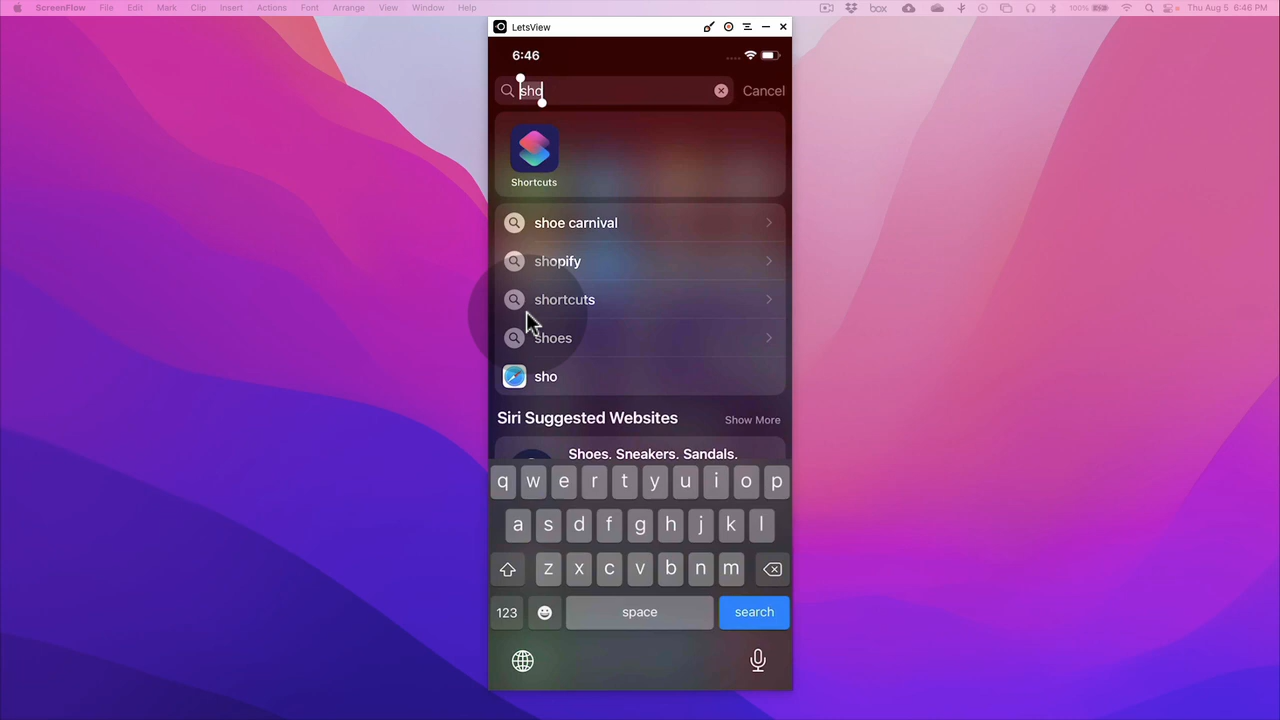 ScreenFlow File Edit Mark Clip Insert Actions Font Arrange View Window Help box 100% Thu Aug 5 6:46 PM
LetsView
6:46
sho Cancel
Shortcuts
shoe carnival
shopify
shortcuts
shoes
sho
Siri Suggested Websites Show More
Shoes, Sneakers, Sandals,
q w e r t y u i o p
a s d f g h j k l
z x c v b n m
123 space search